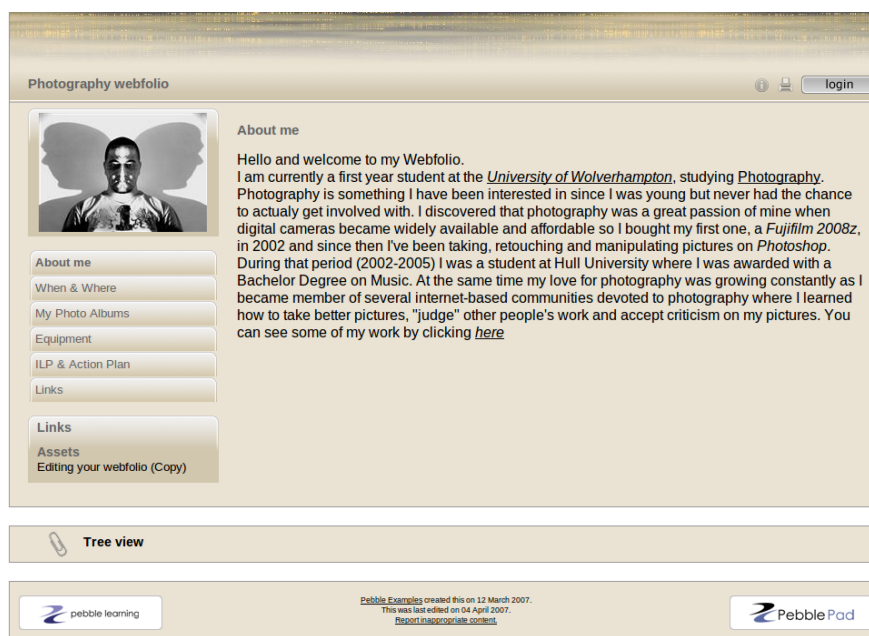 Photography webfolio
login
About me
Hello and welcome to my Webfolio.
I am currently a first year student at the University of Wolverhampton, studying Photography.
Photography is something I have been interested in since I was young but never had the chance
to actualy get involved with. I discovered that photography was a great passion of mine when
digital cameras became widely available and affordable so I bought my first one, a Fujifilm 2008z,
in 2002 and since then I've been taking, retouching and manipulating pictures on Photoshop.
During that period (2002-2005) I was a student at Hull University where I was awarded with a
Bachelor Degree on Music. At the same time my love for photography was growing constantly as I
became member of several internet-based communities devoted to photography where I learned
how to take better pictures, "judge" other people's work and accept criticism on my pictures. You
can see some of my work by clicking here
About me
When & Where
My Photo Albums
Equipment
ILP & Action Plan
Links
Links
Assets
Editing your webfolio (Copy)
Tree view
pebble learning
Pebble Examples created this on 12 March 2007.
This was last edited on 04 April 2007.
Report inappropriate content.
Pebble Pad